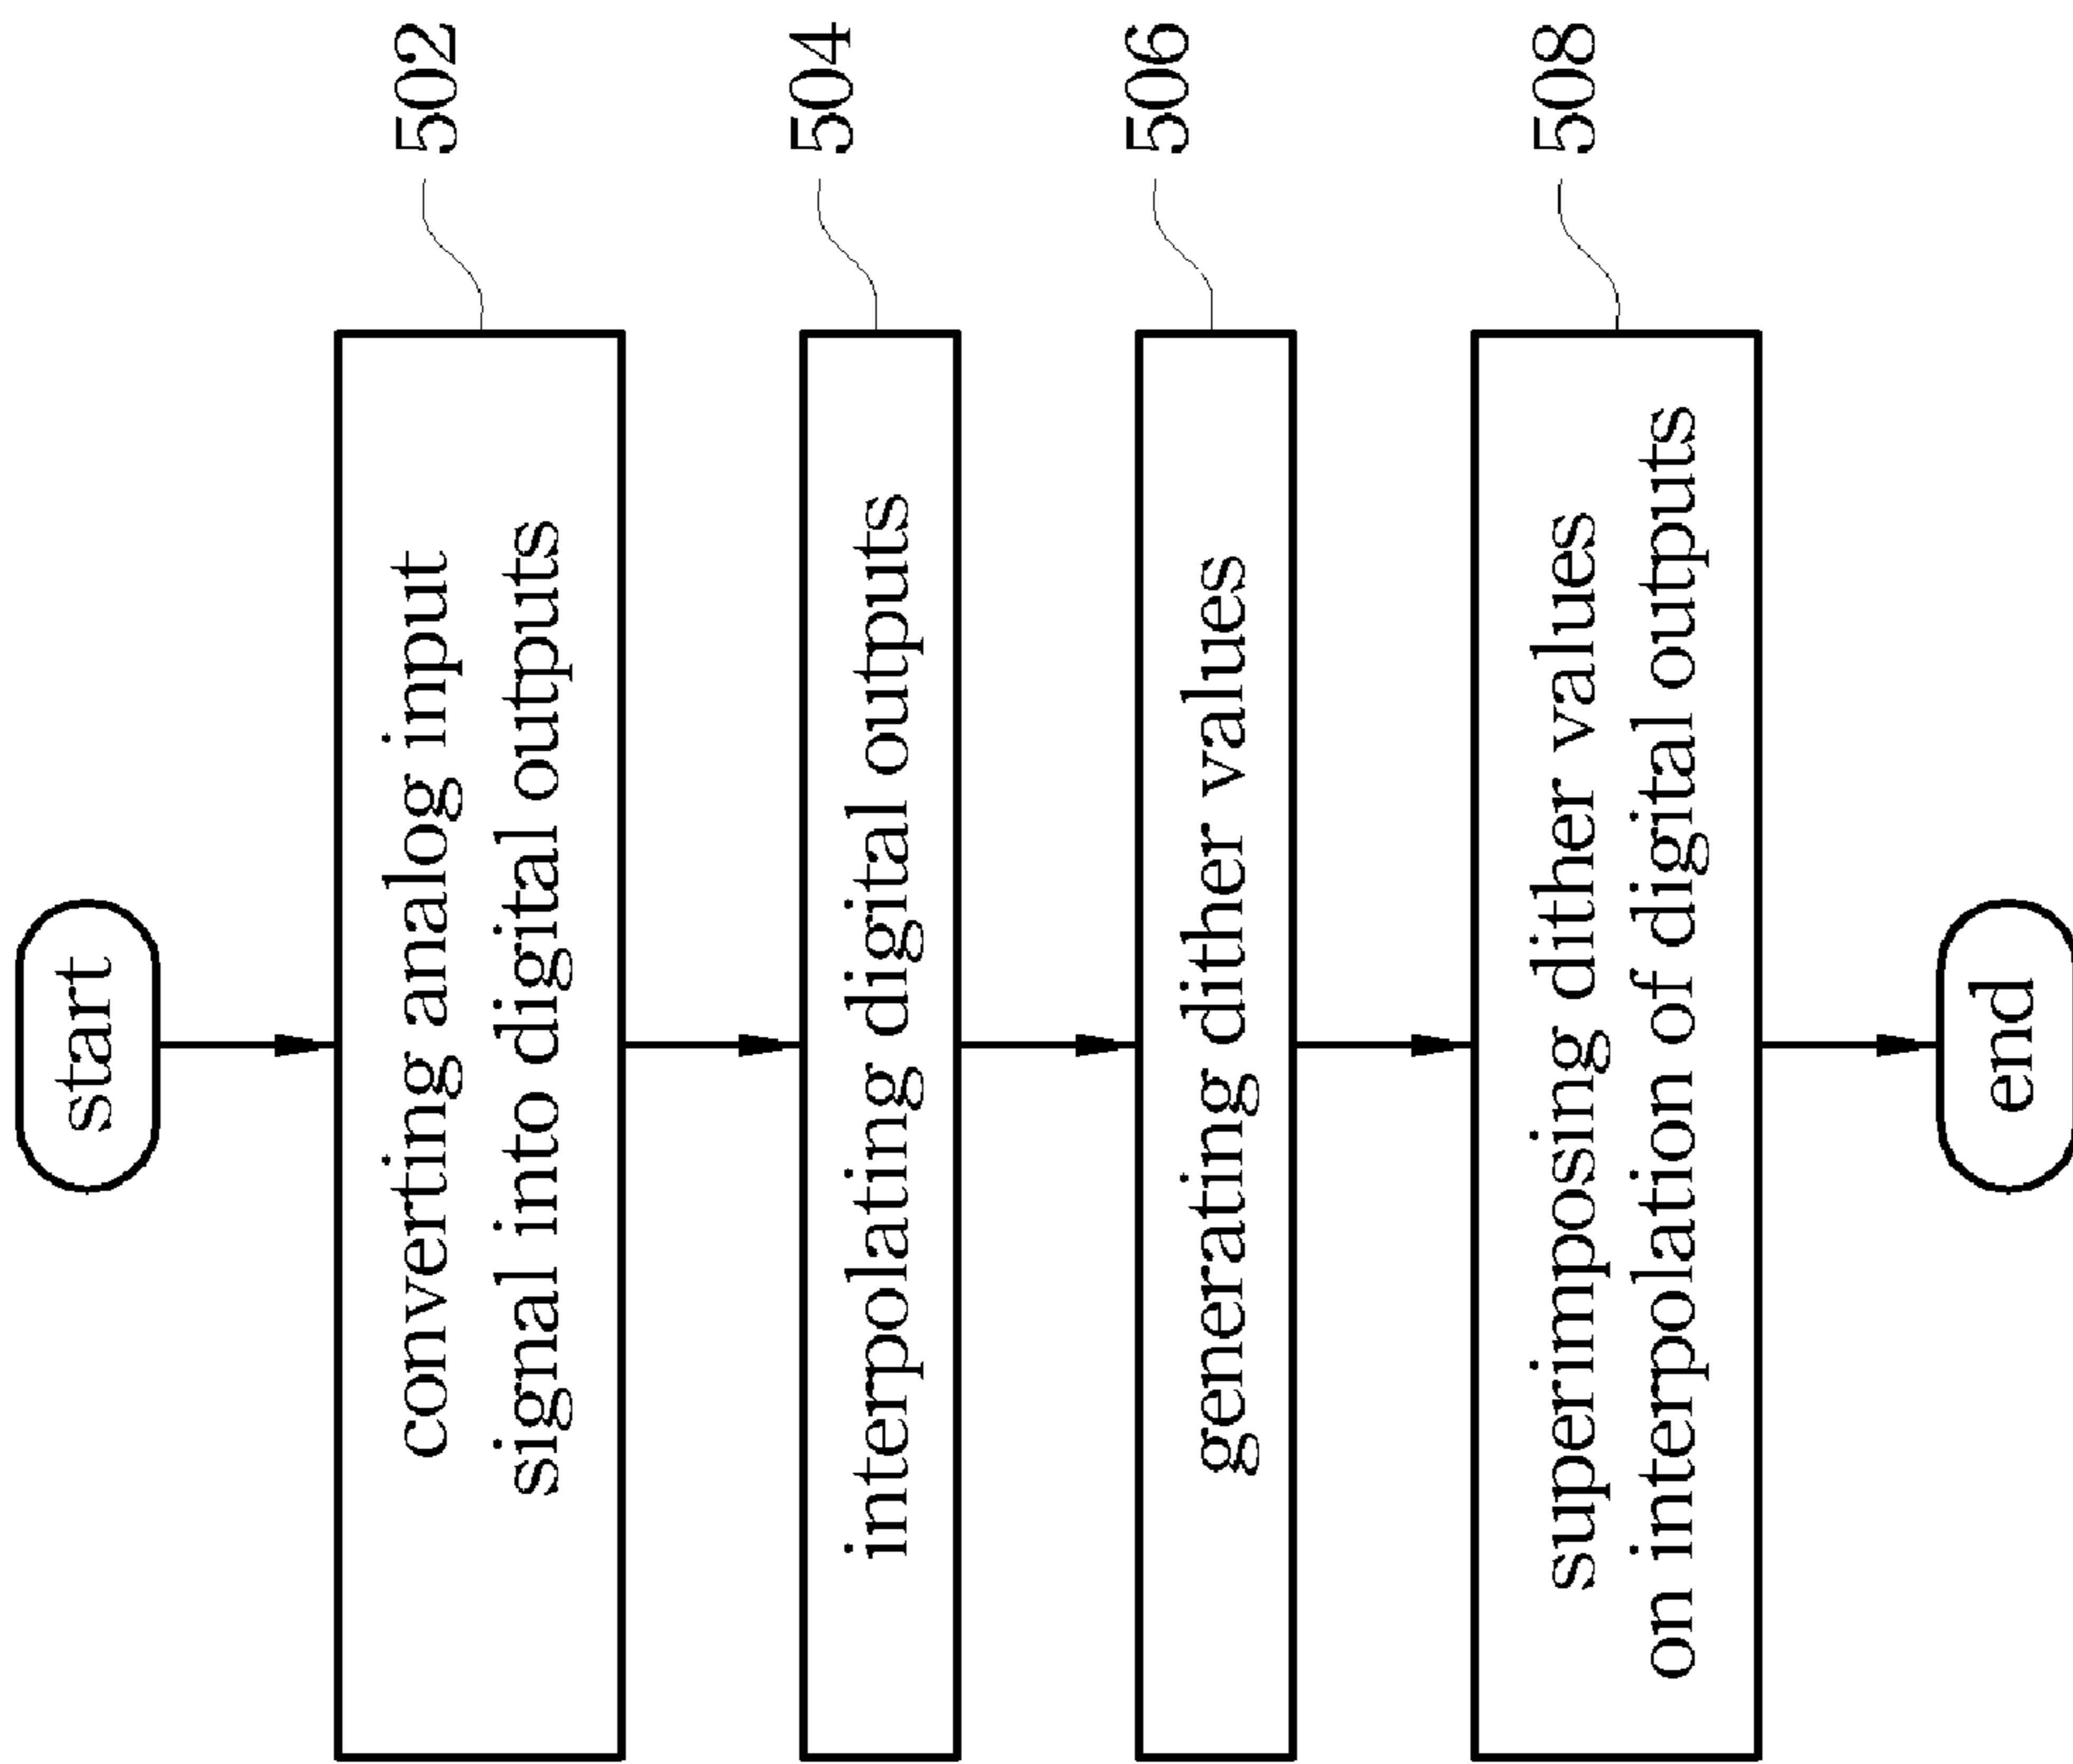 start
converting analog input
signal into digital outputs
502
interpolating digital outputs
504
generating dither values
506
superimposing dither values
on interpolation of digital outputs
508
end